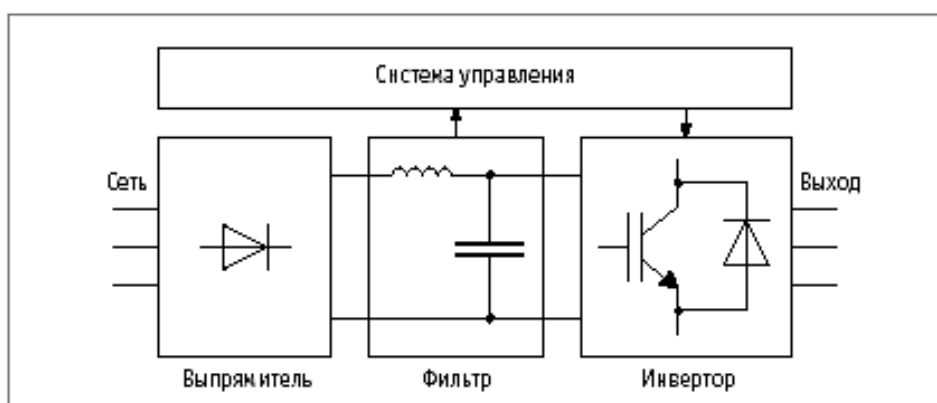 Система управления
Сеть
Выход
Выпрямитель
Фильтр
Инвертор